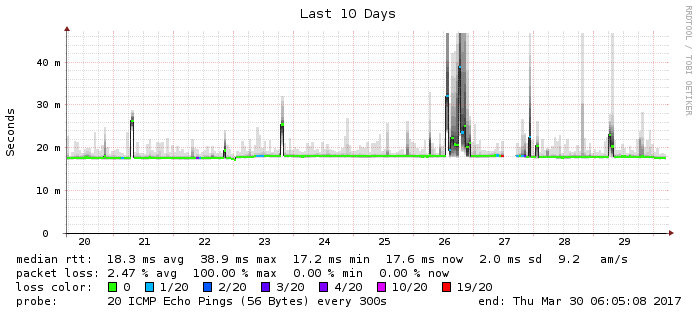 Last 10 Days
RRDTOOL / TOBI OETIKER
Seconds
40 m
30 m
20 m
10 m
0
20 21 22 23 24 25 26 27 28 29
median rtt: 18.3 ms avg 38.9 ms max 17.2 ms min 17.6 ms now 2.0 ms sd 9.2 am/s
packet loss: 2.47 % avg 100.00 % max 0.00 % min 0.00 % now
loss color: 0 1/20 2/20 3/20 4/20 10/20 19/20
probe: 20 ICMP Echo Pings (56 Bytes) every 300s end: Thu Mar 30 06:05:08 2017